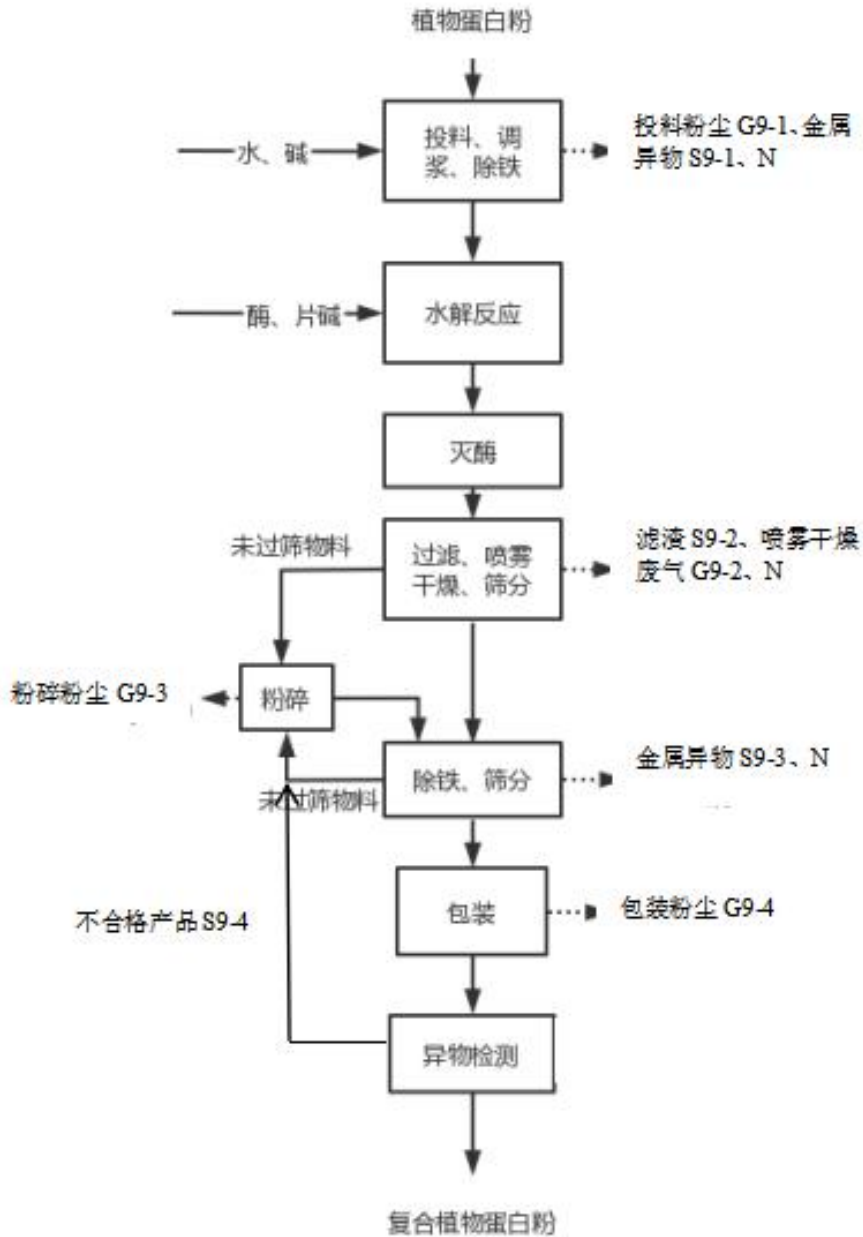 植物蛋白粉
投料、调
浆、除铁
水、碱
投料粉尘 G9-1、金属
异物 S9-1、N
酶、片碱
水解反应
灭酶
未过筛物料
过滤、喷雾
干燥、筛分
滤渣 S9-2、喷雾干燥
废气 G9-2、N
粉碎粉尘 G9-3
粉碎
除铁、筛分
金属异物 S9-3、N
未过筛物料
包装
包装粉尘 G9-4
不合格产品 S9-4
异物检测
复合植物蛋白粉